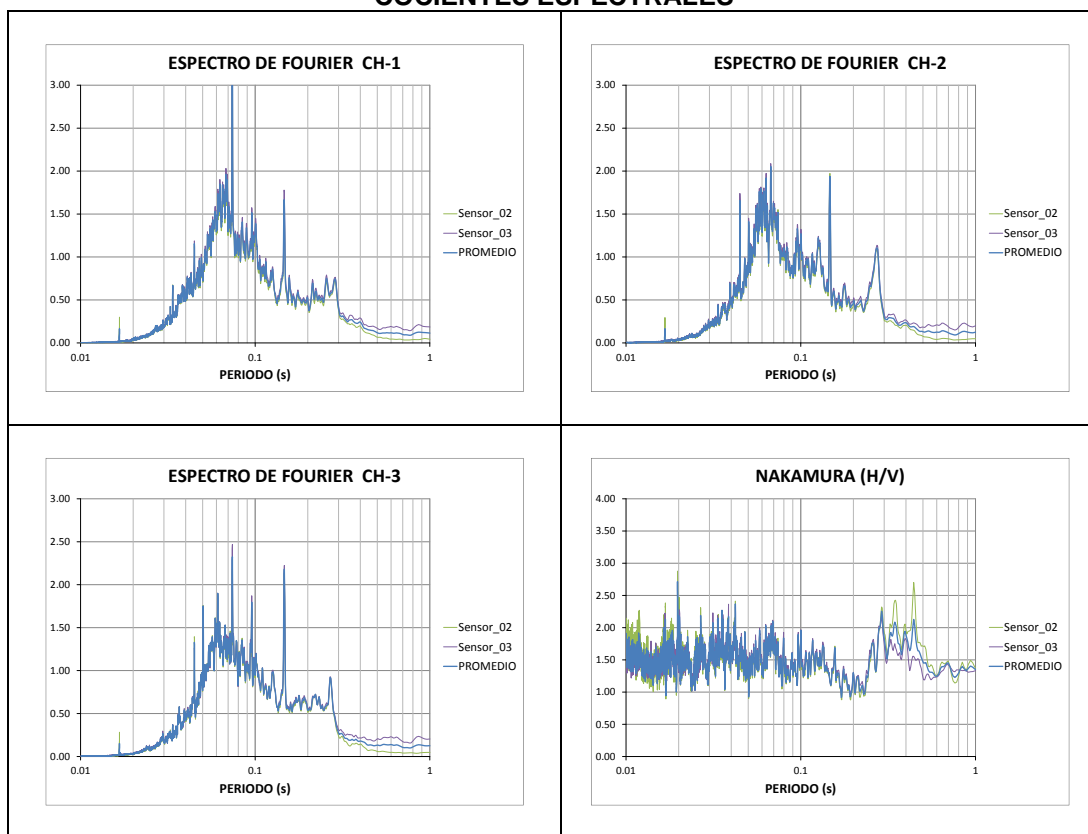 COCIENTES ESPECTRALES
ESPECTRO DE FOURIER CH-1
3.00
2.50
2.00
1.50
1.00
0.50
0.00
0.01
0.1
1
PERIODO (s)
Sensor_02
Sensor_03
PROMEDIO
ESPECTRO DE FOURIER CH-2
3.00
2.50
2.00
1.50
1.00
0.50
0.00
0.01
0.1
1
PERIODO (s)
Sensor_02
Sensor_03
PROMEDIO
ESPECTRO DE FOURIER CH-3
3.00
2.50
2.00
1.50
1.00
0.50
0.00
0.01
0.1
1
PERIODO (s)
Sensor_02
Sensor_03
PROMEDIO
NAKAMURA (H/V)
4.00
3.50
3.00
2.50
2.00
1.50
1.00
0.50
0.00
0.01
0.1
1
PERIODO (s)
Sensor_02
Sensor_03
PROMEDIO